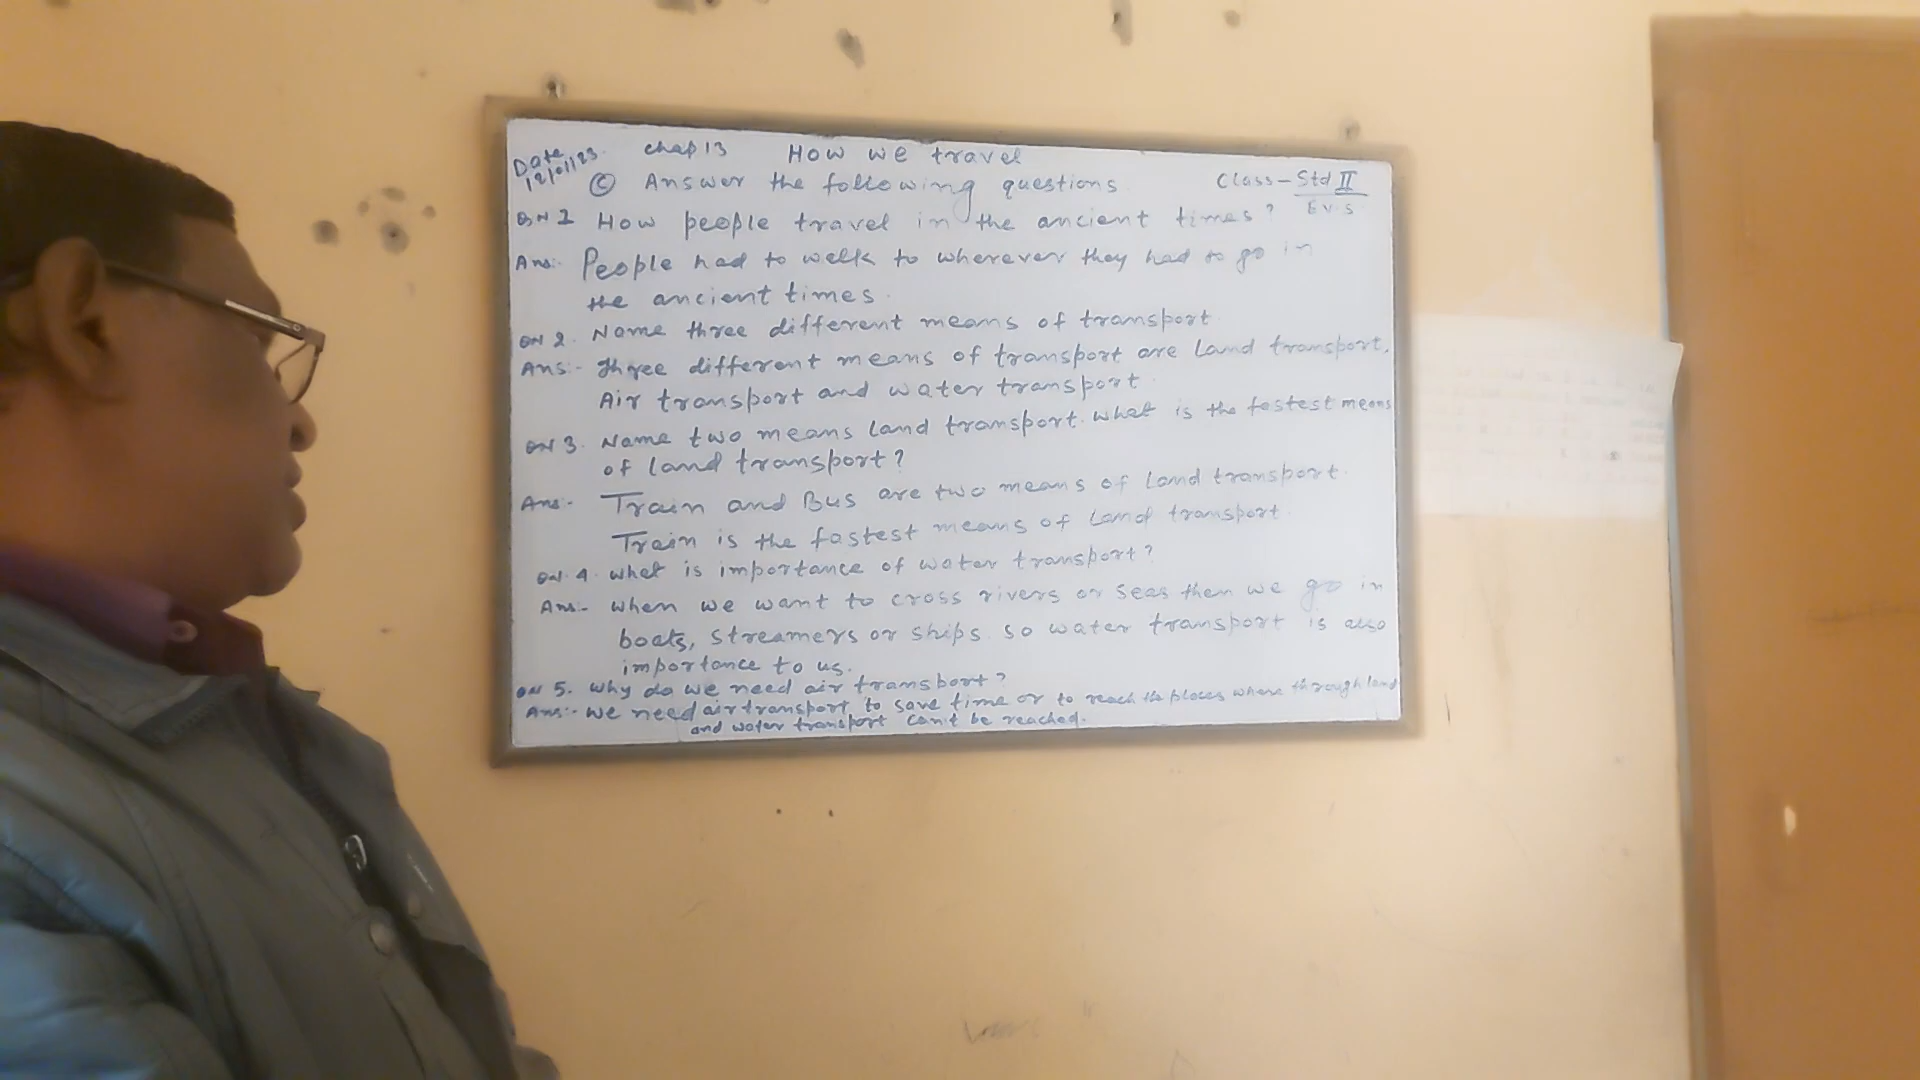 Date 12/01/23. Chap 13 How we travel
© Answer the following questions. Class - Std II
E.V.S
QN 1 How people travel in the ancient times?
Ans:- People had to walk to wherever they had to go in
the ancient times.
QN 2. Name three different means of transport.
Ans:- Three different means of transport are Land transport,
Air transport and water transport.
QN 3. Name two means land transport. what is the fastest means
of land transport?
Ans:- Train and Bus are two means of Land transport.
Train is the fastest means of Land transport.
QN. 4. what is importance of water transport?
Ans:- when we want to cross rivers or seas then we go in
boats, streamers or ships. so water transport is also
importance to us.
QN 5. why do we need air transport?
Ans:- we need air transport to save time or to reach the places where through land
and water transport can't be reached.